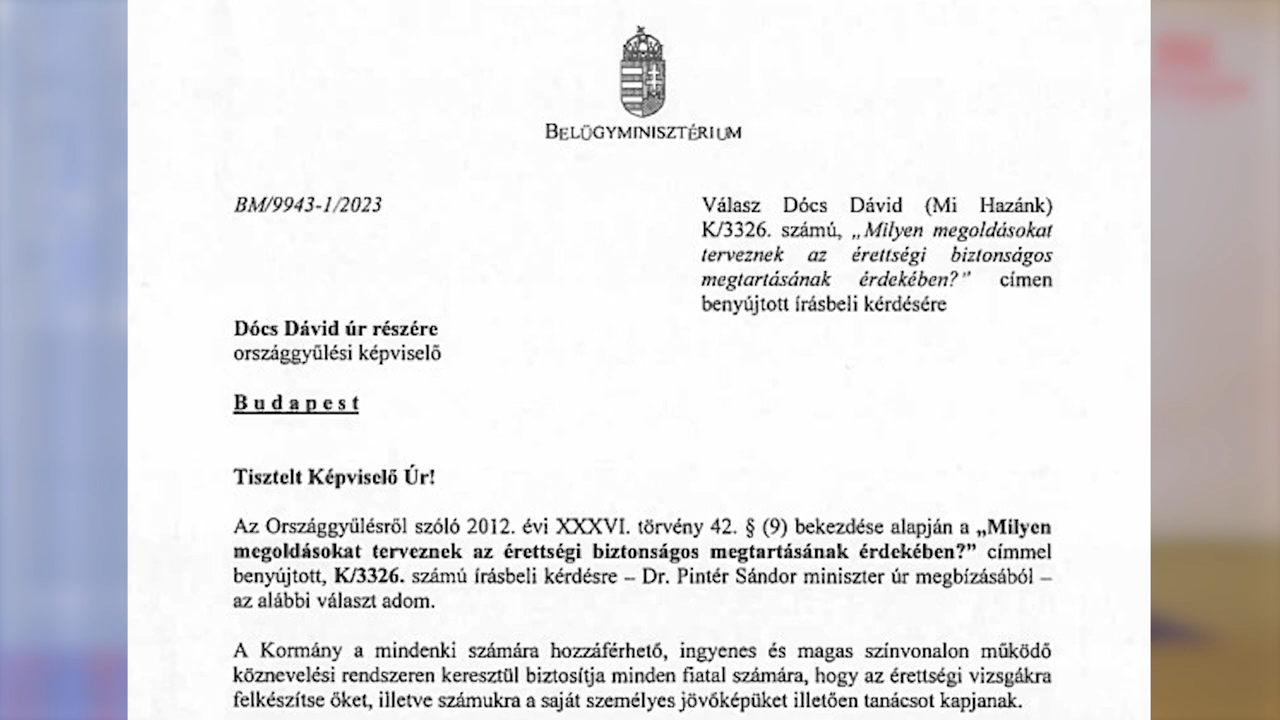 BELÜGYMINISZTÉRIUM
BM/9943-1/2023
Válasz Dócs Dávid (Mi Hazánk)
K/3326. számú, „Milyen megoldásokat
terveznek az érettségi biztonságos
megtartásának érdekében?” címen
benyújtott írásbeli kérdésére
Dócs Dávid úr részére
országgyűlési képviselő
Budapest
Tisztelt Képviselő Úr!
Az Országgyűlésről szóló 2012. évi XXXVI. törvény 42. § (9) bekezdése alapján a „Milyen
megoldásokat terveznek az érettségi biztonságos megtartásának érdekében?” címmel
benyújtott, K/3326. számú írásbeli kérdésre – Dr. Pintér Sándor miniszter úr megbízásából –
az alábbi választ adom.
A Kormány a mindenki számára hozzáférhető, ingyenes és magas színvonalon működő
köznevelési rendszeren keresztül biztosítja minden fiatal számára, hogy az érettségi vizsgákra
felkészítse őket, illetve számukra a saját személyes jövőképüket illetően tanácsot kapjanak.